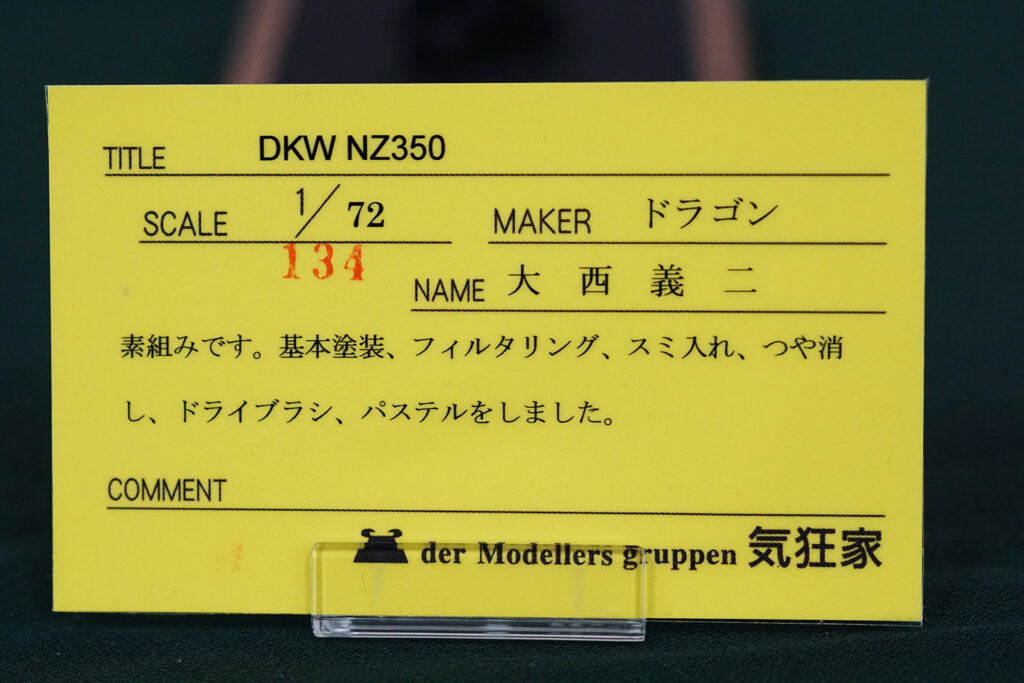 TITLE DKW NZ350
SCALE 1/72 MAKER ドラゴン
134
NAME 大西義二
素組みです。基本塗装、フィルタリング、スミ入れ、つや消
し、ドライブラシ、パステルをしました。
COMMENT
der Modellers gruppen 気狂家